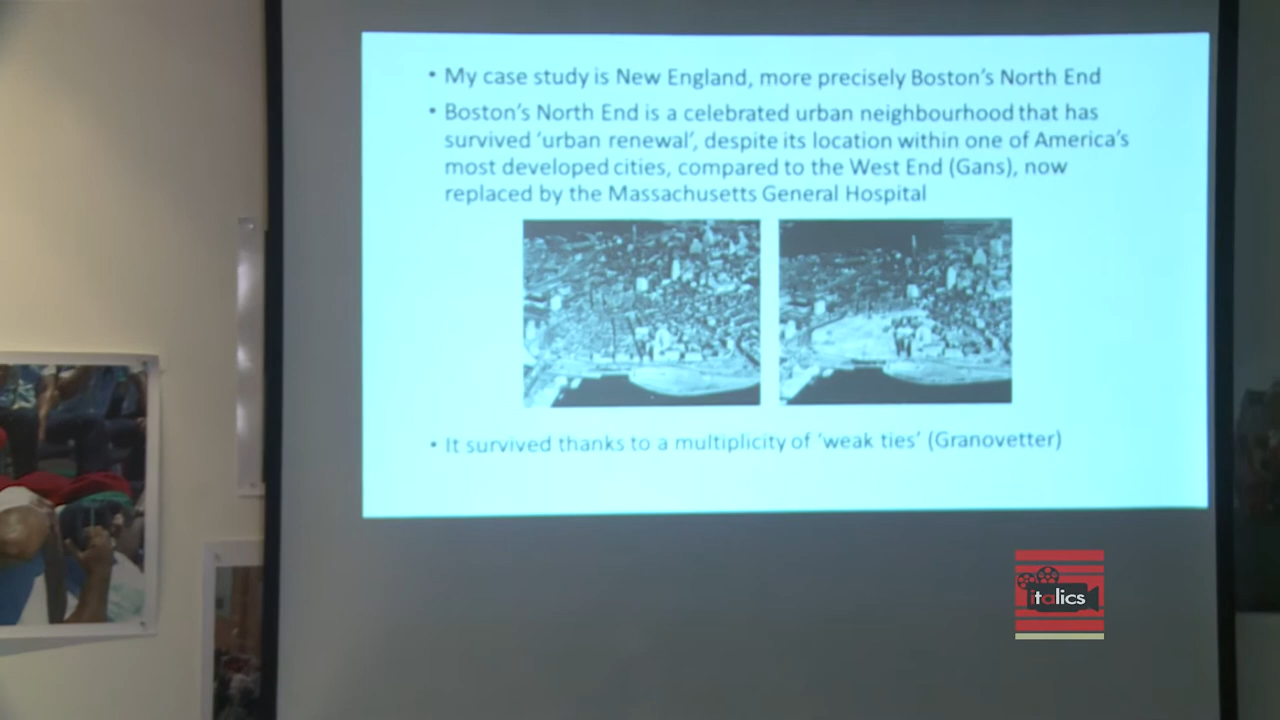 • My case study is New England, more precisely Boston's North End
• Boston's North End is a celebrated urban neighbourhood that has
survived 'urban renewal', despite its location within one of America's
most developed cities, compared to the West End (Gans), now
replaced by the Massachusetts General Hospital
• It survived thanks to a multiplicity of 'weak ties' (Granovetter)
italics